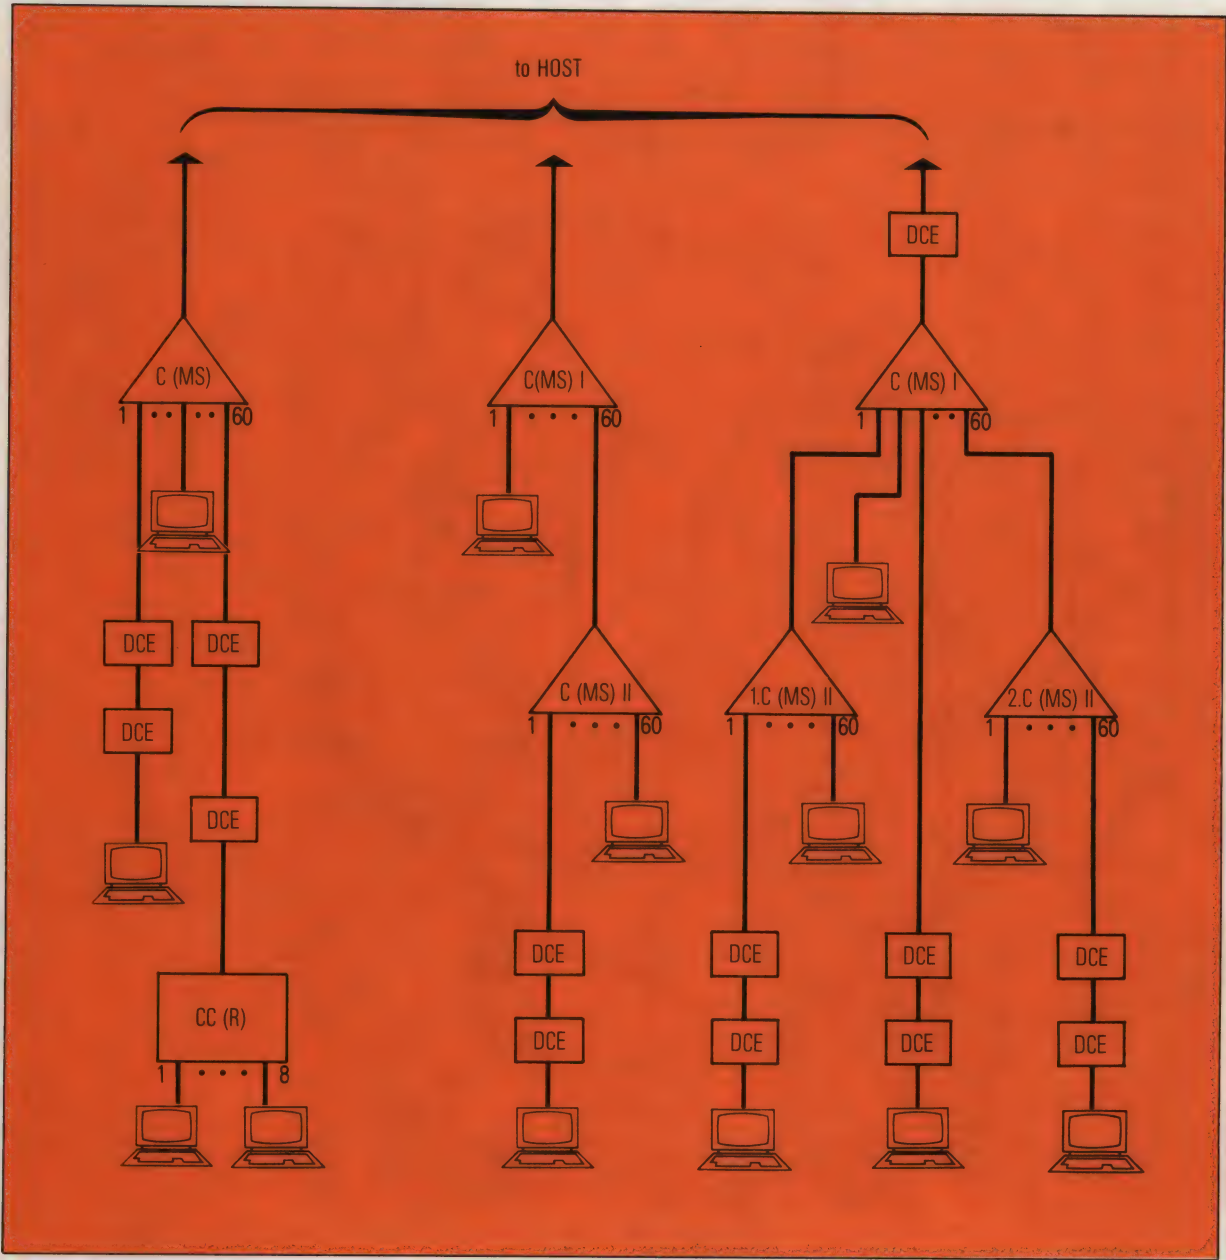 to HOST
DCE
C (MS)
C(MS) I
C (MS) I
1 •• •• 60
1 • • • 60
1 •• 60
DCE
DCE
C (MS) II
1.C (MS) II
2.C (MS) II
1 • • • 60
1 • • • 60
1 • • • 60
DCE
DCE
DCE
DCE
DCE
DCE
CC (R)
DCE
DCE
DCE
DCE
1 • • • 8